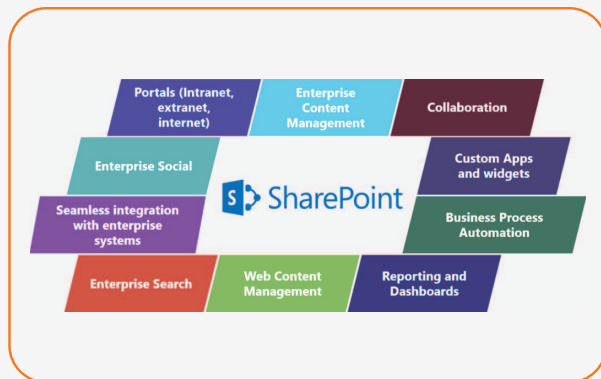 Portals (Intranet,
extranet,
internet)
Enterprise
Content
Management
Collaboration
Enterprise Social
Custom Apps
and widgets
S
SharePoint
Seamless integration
with enterprise
systems
Business Process
Automation
Enterprise Search
Web Content
Management
Reporting and
Dashboards